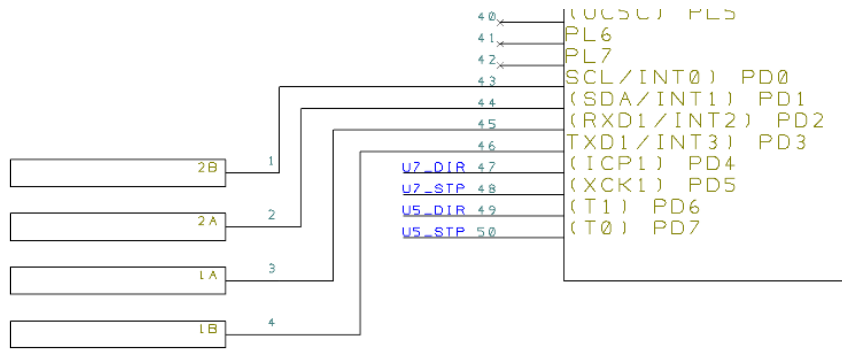 40 (OC5C) PL5
41 PL6
42 PL7
43 SCL/INT0) PD0
44 (SDA/INT1) PD1
45 (RXD1/INT2) PD2
46 TXD1/INT3) PD3
U7_DIR 47 (ICP1) PD4
U7_STP 48 (XCK1) PD5
U5_DIR 49 (T1) PD6
U5_STP 50 (T0) PD7
2B 1
2A 2
1A 3
1B 4